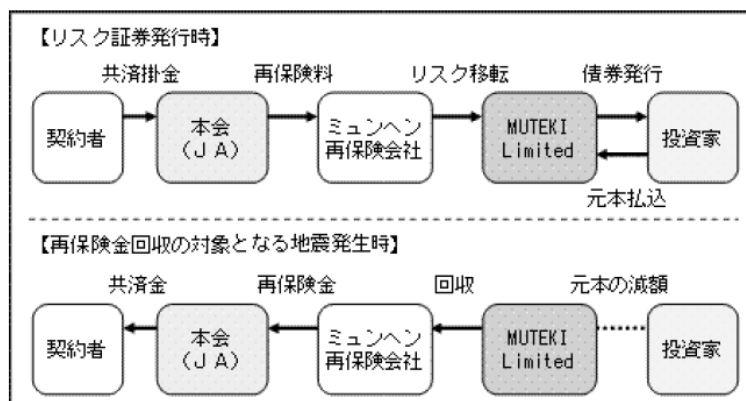 【リスク証券発行時】
共済掛金 再保険料 リスク移転 債券発行
契約者
本会
(ＪＡ)
ミュンヘン
再保険会社
MUTEKI
Limited
投資家
元本払込
【再保険金回収の対象となる地震発生時】
共済金 再保険金 回収 元本の減額
契約者
本会
(ＪＡ)
ミュンヘン
再保険会社
MUTEKI
Limited
投資家